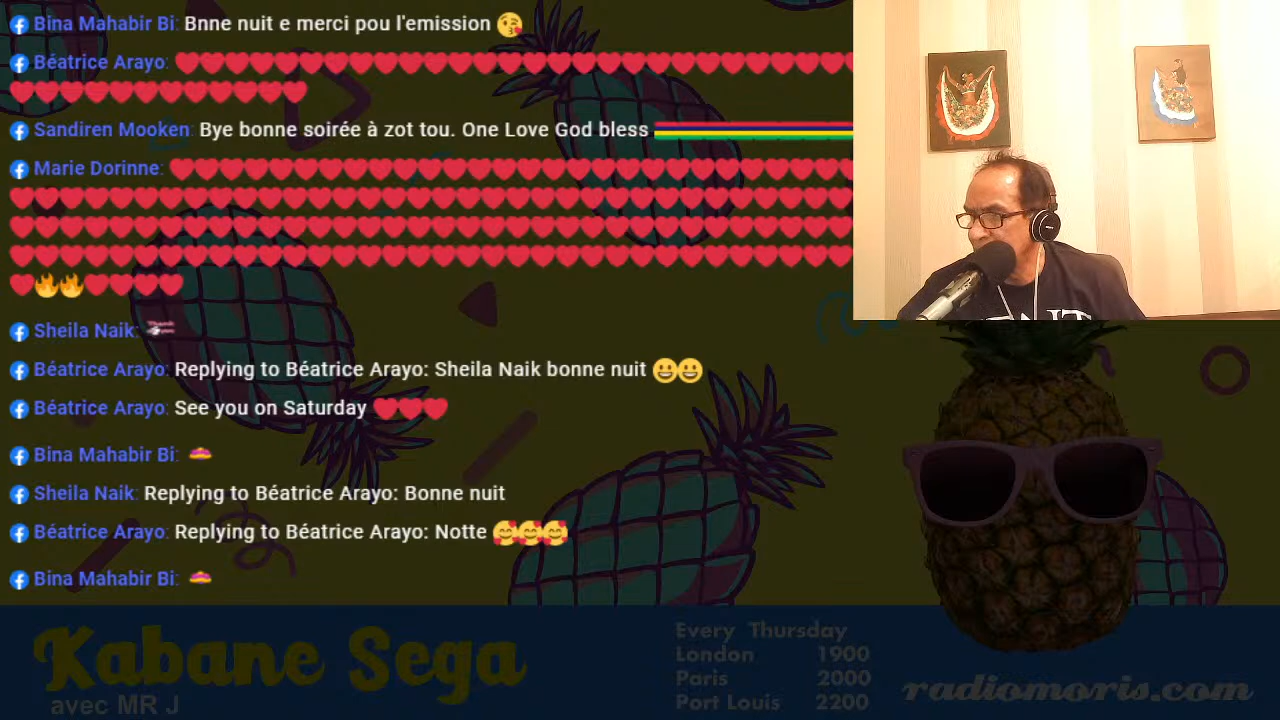 Bina Mahabir Bi: Bnne nuit e merci pou l'emission 😘
Béatrice Arayo: ❤❤❤❤❤❤❤❤❤❤❤❤❤❤❤❤❤❤❤❤❤❤❤❤❤❤❤
❤❤❤❤❤❤❤❤❤❤❤❤
Sandiren Mooken: Bye bonne soirée à zot tou. One Love God bless
Marie Dorinne: ❤❤❤❤❤❤❤❤❤❤❤❤❤❤❤❤❤❤❤❤❤❤❤❤❤❤❤
❤❤❤❤❤❤❤❤❤❤❤❤❤❤❤❤❤❤❤❤❤❤❤❤❤❤❤❤❤❤❤❤❤❤
❤❤❤❤❤❤❤❤❤❤❤❤❤❤❤❤❤❤❤❤❤❤❤❤❤❤❤❤❤❤❤❤❤❤
❤❤❤❤❤❤❤❤❤❤❤❤❤❤❤❤❤❤❤❤❤❤❤❤❤❤❤❤❤❤❤❤❤❤
❤🔥🔥❤❤❤❤
Sheila Naik:
Béatrice Arayo: Replying to Béatrice Arayo: Sheila Naik bonne nuit 😀😀
Béatrice Arayo: See you on Saturday ❤❤❤
Bina Mahabir Bi:
Sheila Naik: Replying to Béatrice Arayo: Bonne nuit
Béatrice Arayo: Replying to Béatrice Arayo: Notte 🥰🥰🥰
Bina Mahabir Bi:
Kabane Sega
avec MR J
Every Thursday
London 1900
Paris 2000
Port Louis 2200
radiomoris.com